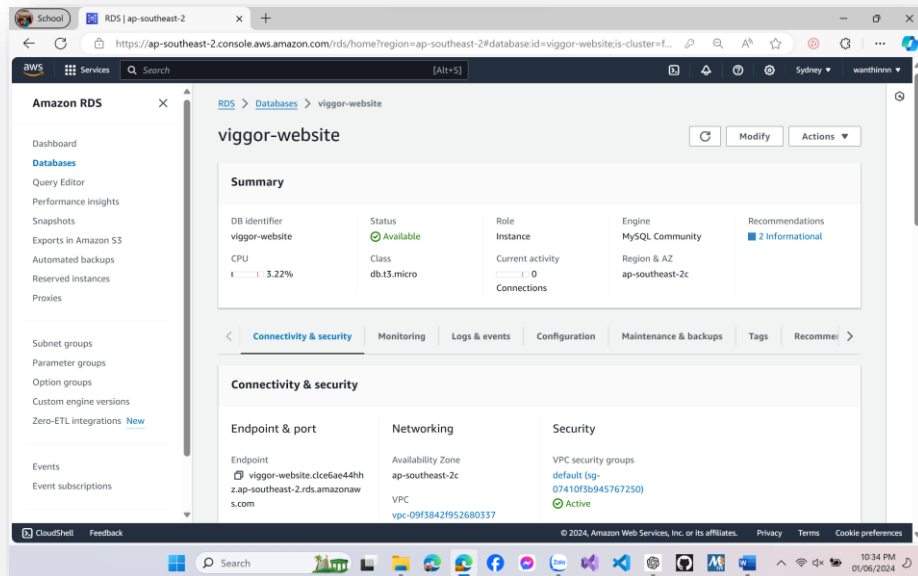 School
RDS | ap-southeast-2
https://ap-southeast-2.console.aws.amazon.com/rds/home?region=ap-southeast-2#database:id=viggor-website;is-cluster=f...
aws
Services
Search
[Alt+S]
Sydney
wanthinnn
Amazon RDS
Dashboard
Databases
Query Editor
Performance insights
Snapshots
Exports in Amazon S3
Automated backups
Reserved instances
Proxies
Subnet groups
Parameter groups
Option groups
Custom engine versions
Zero-ETL integrations New
Events
Event subscriptions
RDS > Databases > viggor-website
viggor-website
Modify
Actions
Summary
DB identifier
viggor-website
Status
Available
Role
Instance
Engine
MySQL Community
Recommendations
2 Informational
CPU
3.22%
Class
db.t3.micro
Current activity
0
Connections
Region & AZ
ap-southeast-2c
Connectivity & security
Monitoring
Logs & events
Configuration
Maintenance & backups
Tags
Recomme
Connectivity & security
Endpoint & port
Endpoint
viggor-website.clce6ae44hh
z.ap-southeast-2.rds.amazonaw
s.com
Networking
Availability Zone
ap-southeast-2c
VPC
vpc-09f3842f952680337
Security
VPC security groups
default (sg-
07410f3b945767250)
Active
CloudShell
Feedback
© 2024, Amazon Web Services, Inc. or its affiliates.
Privacy
Terms
Cookie preferences
Search
10:34 PM
01/06/2024